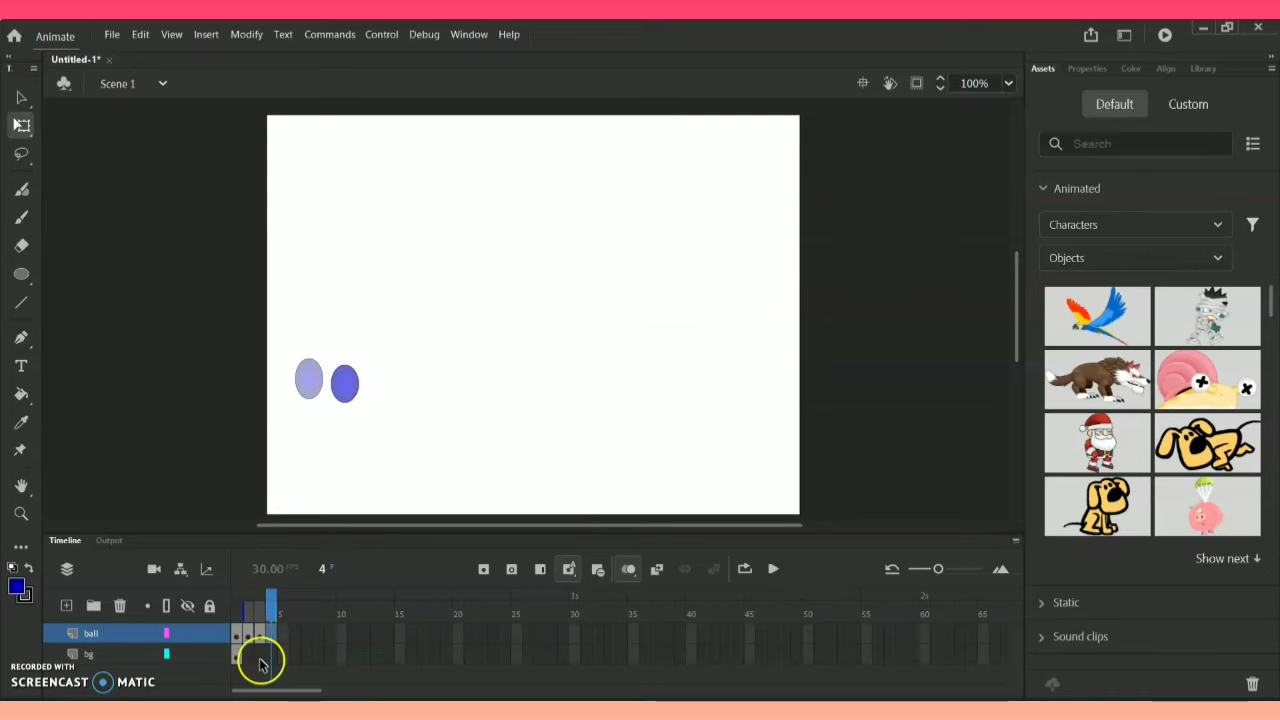 Animate File Edit View Insert Modify Text Commands Control Debug Window Help
Untitled-1*
Scene 1
100%
T..
Assets Properties Color Align Library
Default Custom
Search
Animated
Characters
Objects
Show next
Static
Sound clips
Timeline Output
30.00 FPS 4 F
1s 2s
5 10 15 20 25 30 35 40 45 50 55 60 65
ball
bg
RECORDED WITH
SCREENCAST MATIC